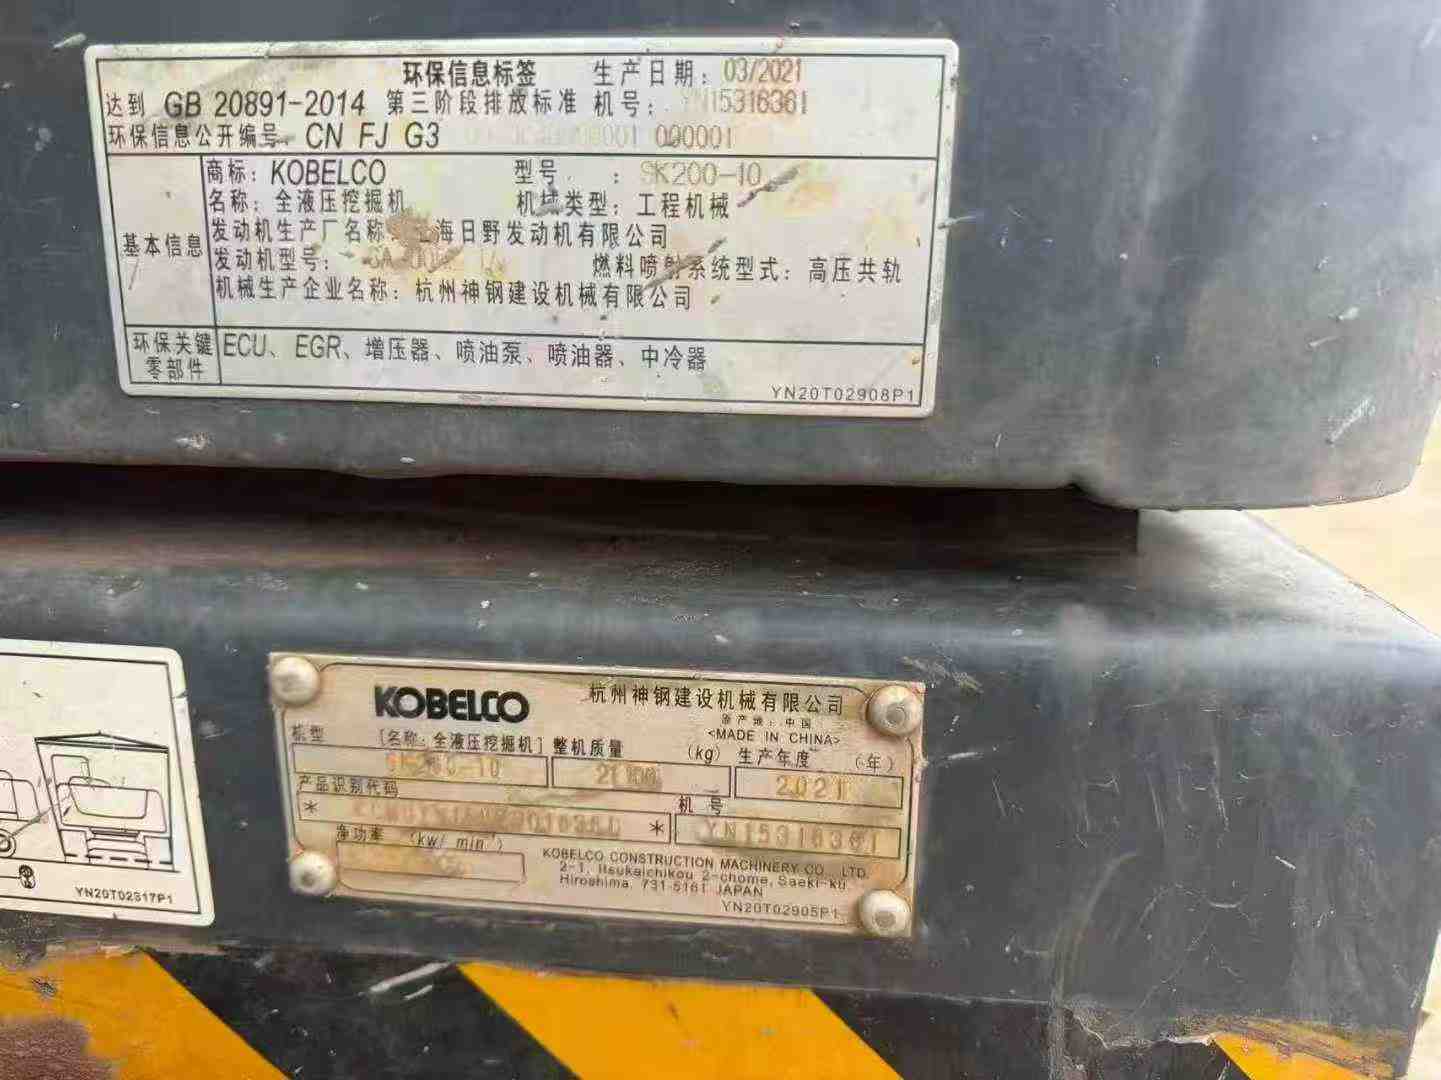 环保信息标签 生产日期：03/2021
达到 GB 20891-2014 第三阶段排放标准 机号：YN15316361
环保信息公开编号：CN FJ G3 000001
基本信息
商标：KOBELCO 型号：SK200-10
名称：全液压挖掘机 机械类型：工程机械
发动机生产厂名称 上海日野发动机有限公司
发动机型号： 燃料喷射系统型式：高压共轨
机械生产企业名称：杭州神钢建设机械有限公司
环保关键零部件
ECU、EGR、增压器、喷油泵、喷油器、中冷器
YN20T02908P1
KOBELCO 杭州神钢建设机械有限公司
原产地：中国
<MADE IN CHINA>
机型 [名称：全液压挖掘机] 整机质量 (kg) 生产年度 (年)
2021
产品识别代码 机号
* * YN15316361
净功率 (kw/ min⁻¹)
KOBELCO CONSTRUCTION MACHINERY CO., LTD.
2-1, Itsukaichikou 2-chome, Saeki-ku
Hiroshima, 731-5161 JAPAN
YN20T02905P1
YN20T02317P1